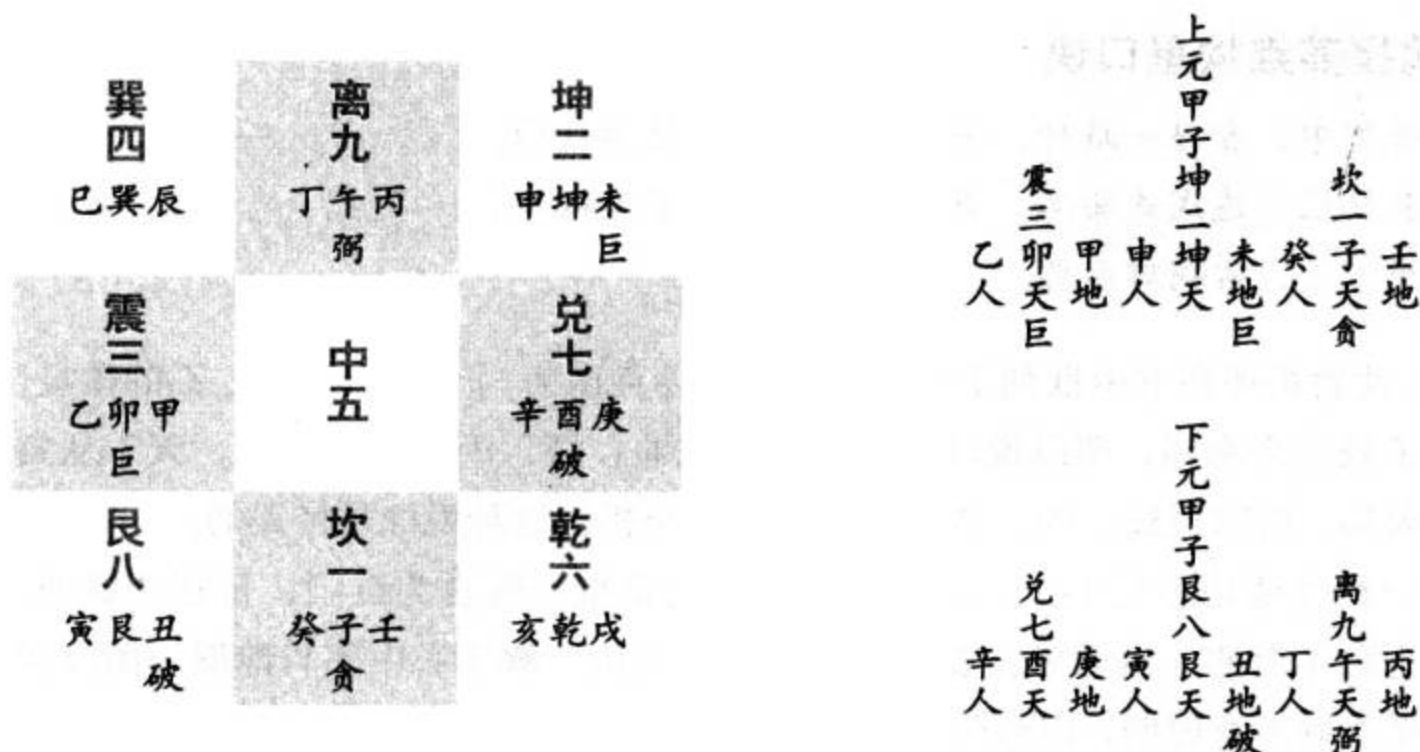 巽四
巳巽辰
离九
丁午丙
弼
坤二
申坤未
巨
震三
乙卯甲
巨
中五
兑七
辛酉庚
破
艮八
寅艮丑
破
坎一
癸子壬
贪
乾六
亥乾戌
壬地
坎一子天贪
癸人
未地巨
上元甲子坤二坤天
申人
甲地
震三卯天巨
乙人
丙地
离九午天弼
丁人
丑地破
下元甲子艮八艮天
寅人
庚地
兑七酉天
辛人